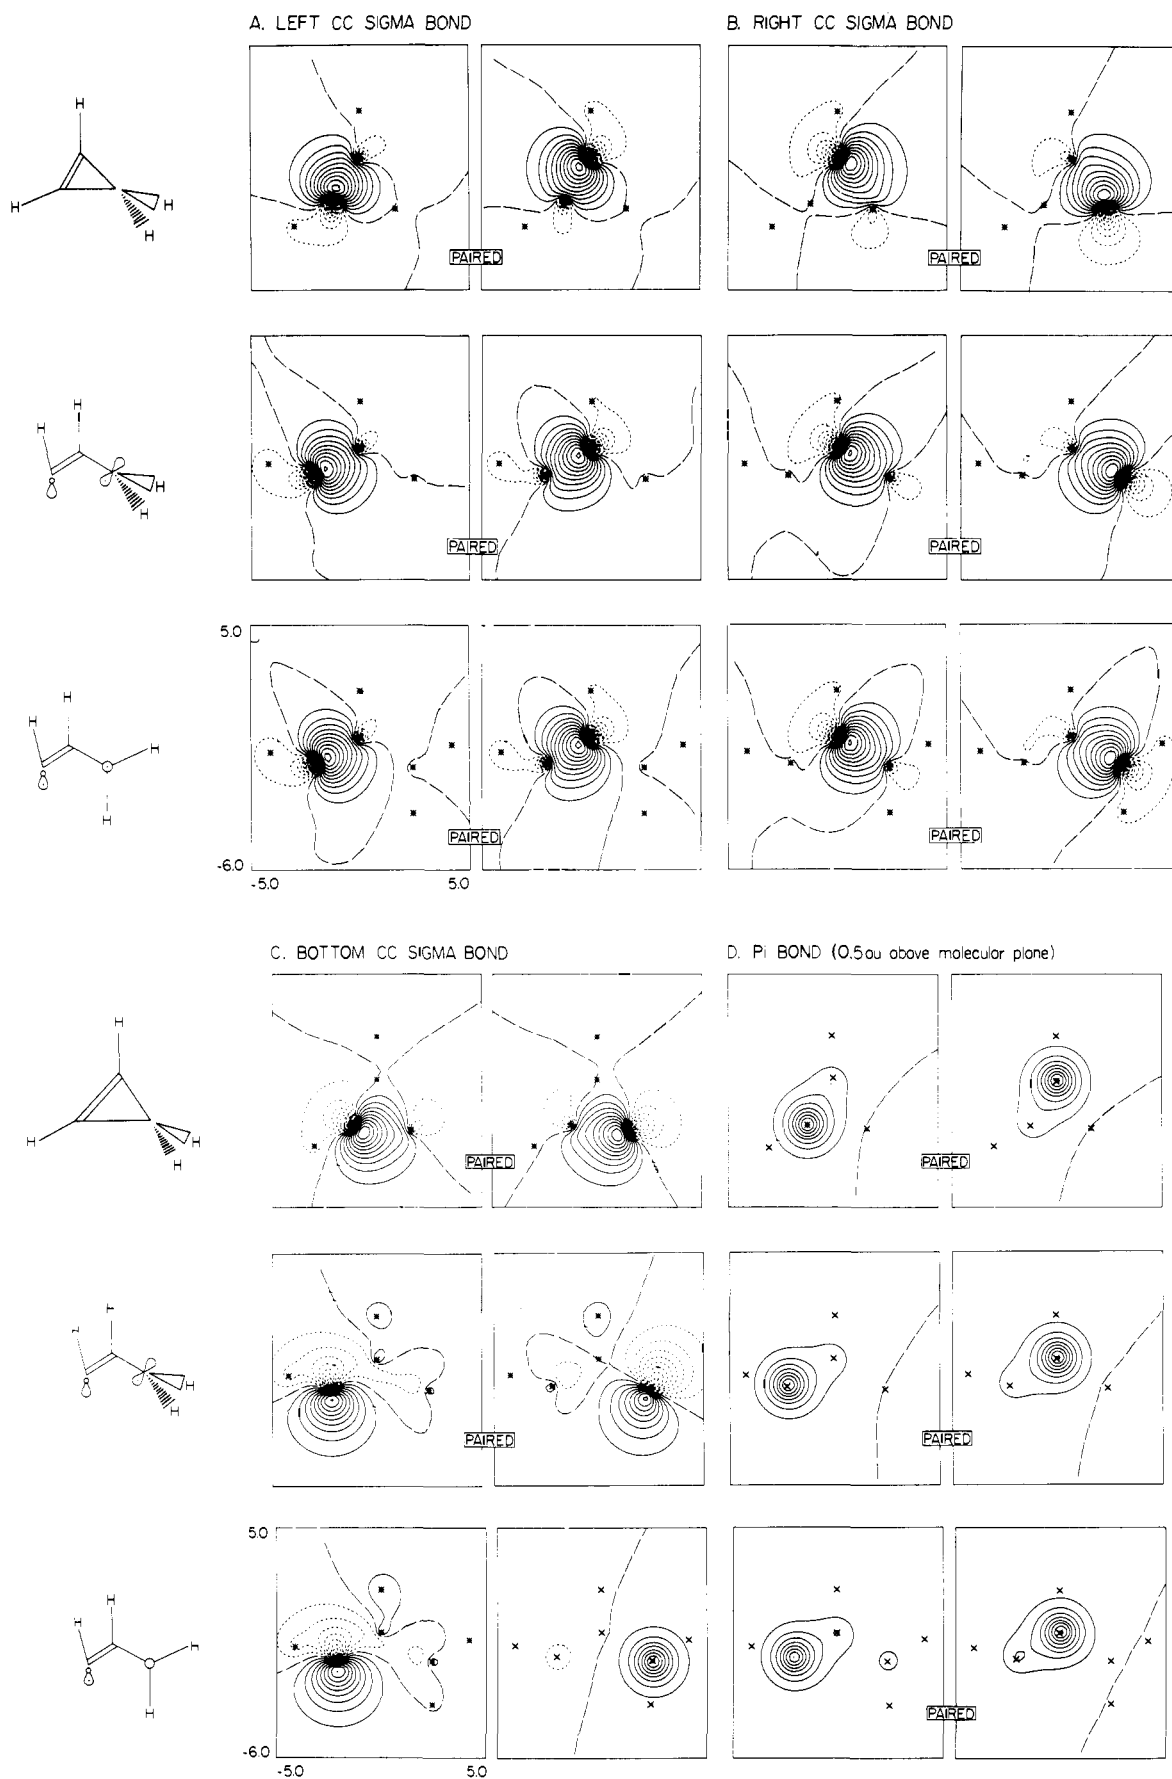 A. LEFT CC SIGMA BOND
B. RIGHT CC SIGMA BOND
H
H
H
H
PAIRED
PAIRED
H
H
H
H
PAIRED
PAIRED
5.0
H
H
H
H
PAIRED
PAIRED
-6.0
-5.0
5.0
C. BOTTOM CC SIGMA BOND
D. Pi BOND (0.5au above molecular plane)
H
H
H
H
PAIRED
PAIRED
H
H
PAIRED
PAIRED
5.0
H
H
H
H
PAIRED
-6.0
-5.0
5.0